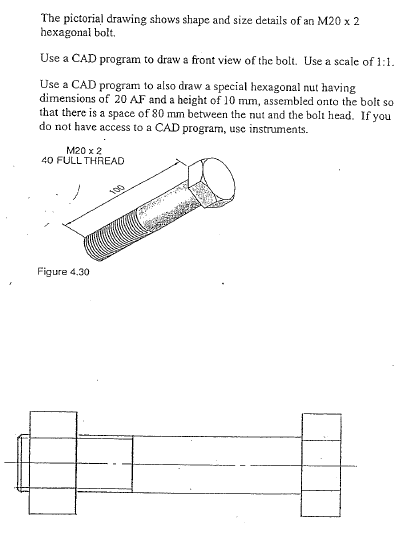 The pictorial drawing shows shape and size details of an M20 x 2
hexagonal bolt.
Use a CAD program to draw a front view of the bolt. Use a scale of 1:1.
Use a CAD program to also draw a special hexagonal nut having
dimensions of 20 AF and a height of 10 mm, assembled onto the bolt so
that there is a space of 80 mm between the nut and the bolt head. If you
do not have access to a CAD program, use instruments.
M20 x 2
40 FULL THREAD
100
Figure 4.30